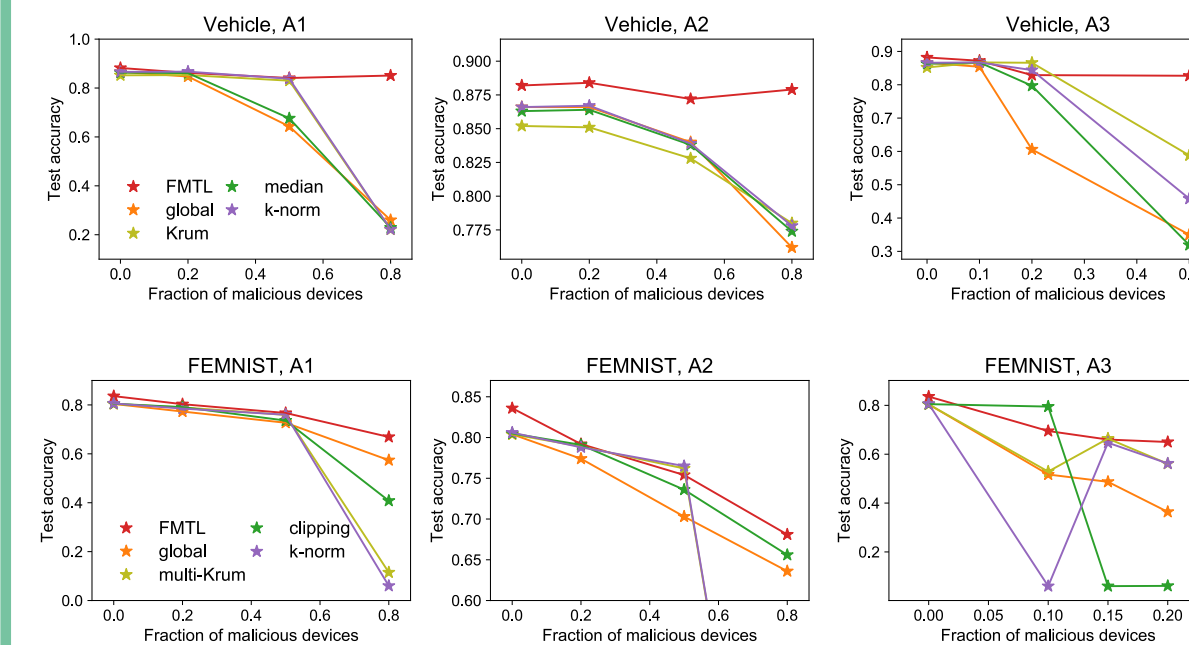 Vehicle, A1
1.0
0.8
0.6
0.4
0.2
Test accuracy
FMTL
global
Krum
median
k-norm
0.0 0.2 0.4 0.6 0.8
Fraction of malicious devices
Vehicle, A2
0.900
0.875
0.850
0.825
0.800
0.775
Test accuracy
0.0 0.2 0.4 0.6 0.8
Fraction of malicious devices
Vehicle, A3
0.9
0.8
0.7
0.6
0.5
0.4
0.3
Test accuracy
0.0 0.1 0.2 0.3 0.4
Fraction of malicious devices
FEMNIST, A1
0.8
0.6
0.4
0.2
0.0
Test accuracy
FMTL
global
multi-Krum
clipping
k-norm
0.0 0.2 0.4 0.6 0.8
Fraction of malicious devices
FEMNIST, A2
0.85
0.80
0.75
0.70
0.65
0.60
Test accuracy
0.0 0.2 0.4 0.6 0.8
Fraction of malicious devices
FEMNIST, A3
0.8
0.6
0.4
0.2
Test accuracy
0.00 0.05 0.10 0.15 0.20
Fraction of malicious devices